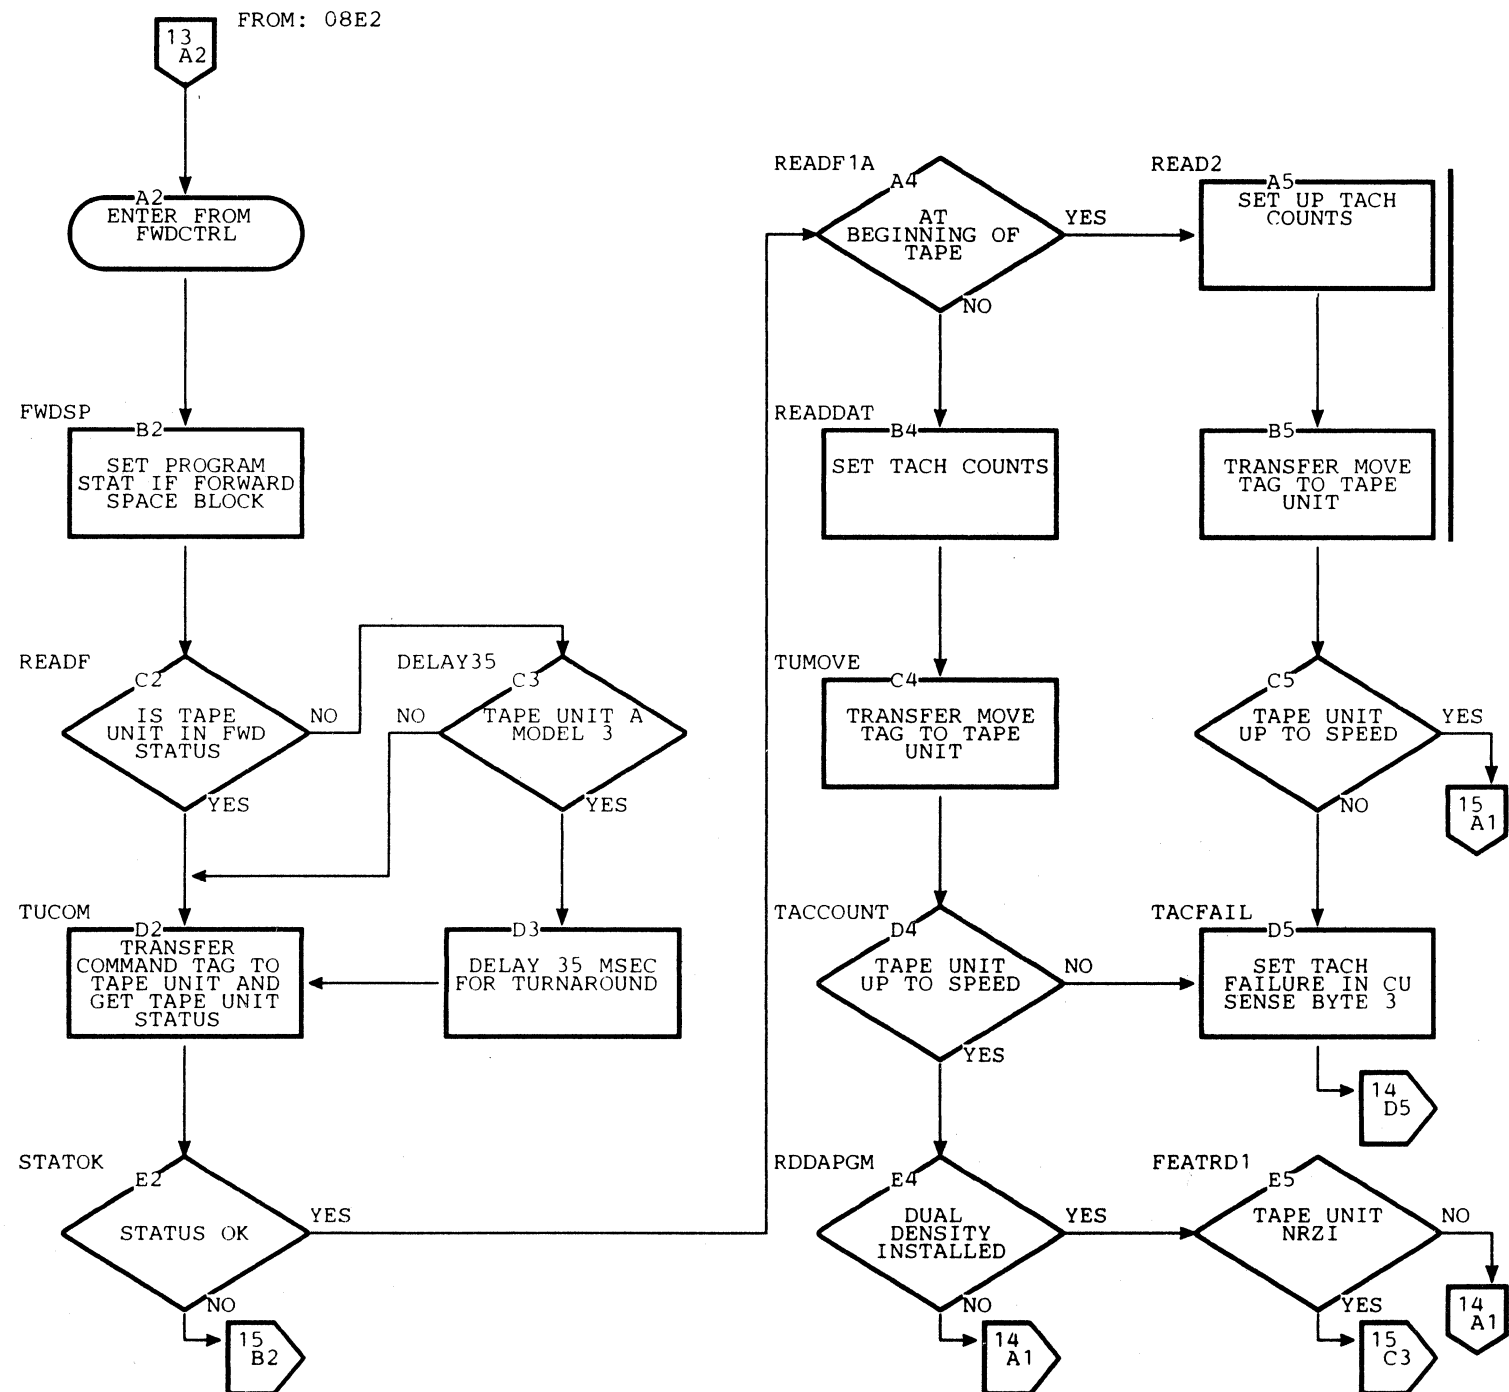 13
A2
FROM: 08E2
A2
ENTER FROM
FWDCTRL
FWDSP
B2
SET PROGRAM
STAT IF FORWARD
SPACE BLOCK
READF
C2
IS TAPE
UNIT IN FWD
STATUS
NO
YES
DELAY35
C3
TAPE UNIT A
MODEL 3
NO
YES
TUCOM
D2
TRANSFER
COMMAND TAG TO
TAPE UNIT AND
GET TAPE UNIT
STATUS
D3
DELAY 35 MSEC
FOR TURNAROUND
STATOK
E2
STATUS OK
YES
NO
15
B2
READF1A
A4
AT
BEGINNING OF
TAPE
YES
NO
READ2
A5
SET UP TACH
COUNTS
READDAT
B4
SET TACH COUNTS
B5
TRANSFER MOVE
TAG TO TAPE
UNIT
TUMOVE
C4
TRANSFER MOVE
TAG TO TAPE
UNIT
C5
TAPE UNIT
UP TO SPEED
YES
NO
15
A1
TACCOUNT
D4
TAPE UNIT
UP TO SPEED
NO
YES
TACFAIL
D5
SET TACH
FAILURE IN CU
SENSE BYTE 3
14
D5
RDDAPGM
E4
DUAL
DENSITY
INSTALLED
YES
NO
14
A1
FEATRD1
E5
TAPE UNIT
NRZI
NO
YES
14
A1
15
C3